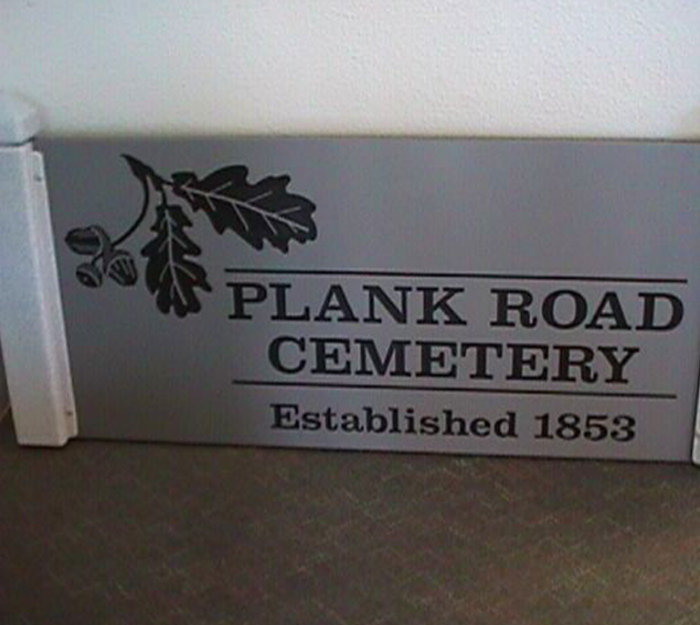 PLANK ROAD
CEMETERY
Established 1853